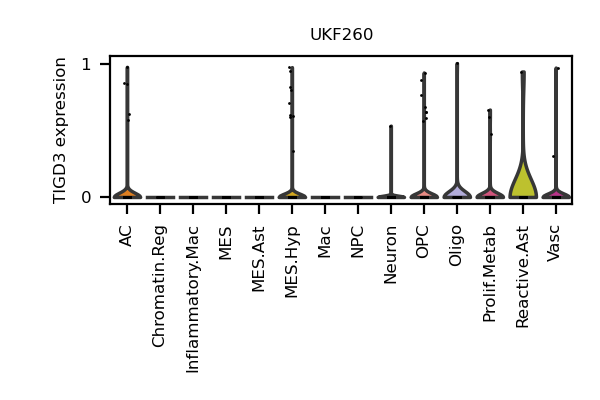 UKF260
TIGD3 expression
1
0
AC
Chromatin.Reg
Inflammatory.Mac
MES
MES.Ast
MES.Hyp
Mac
NPC
Neuron
OPC
Oligo
Prolif.Metab
Reactive.Ast
Vasc